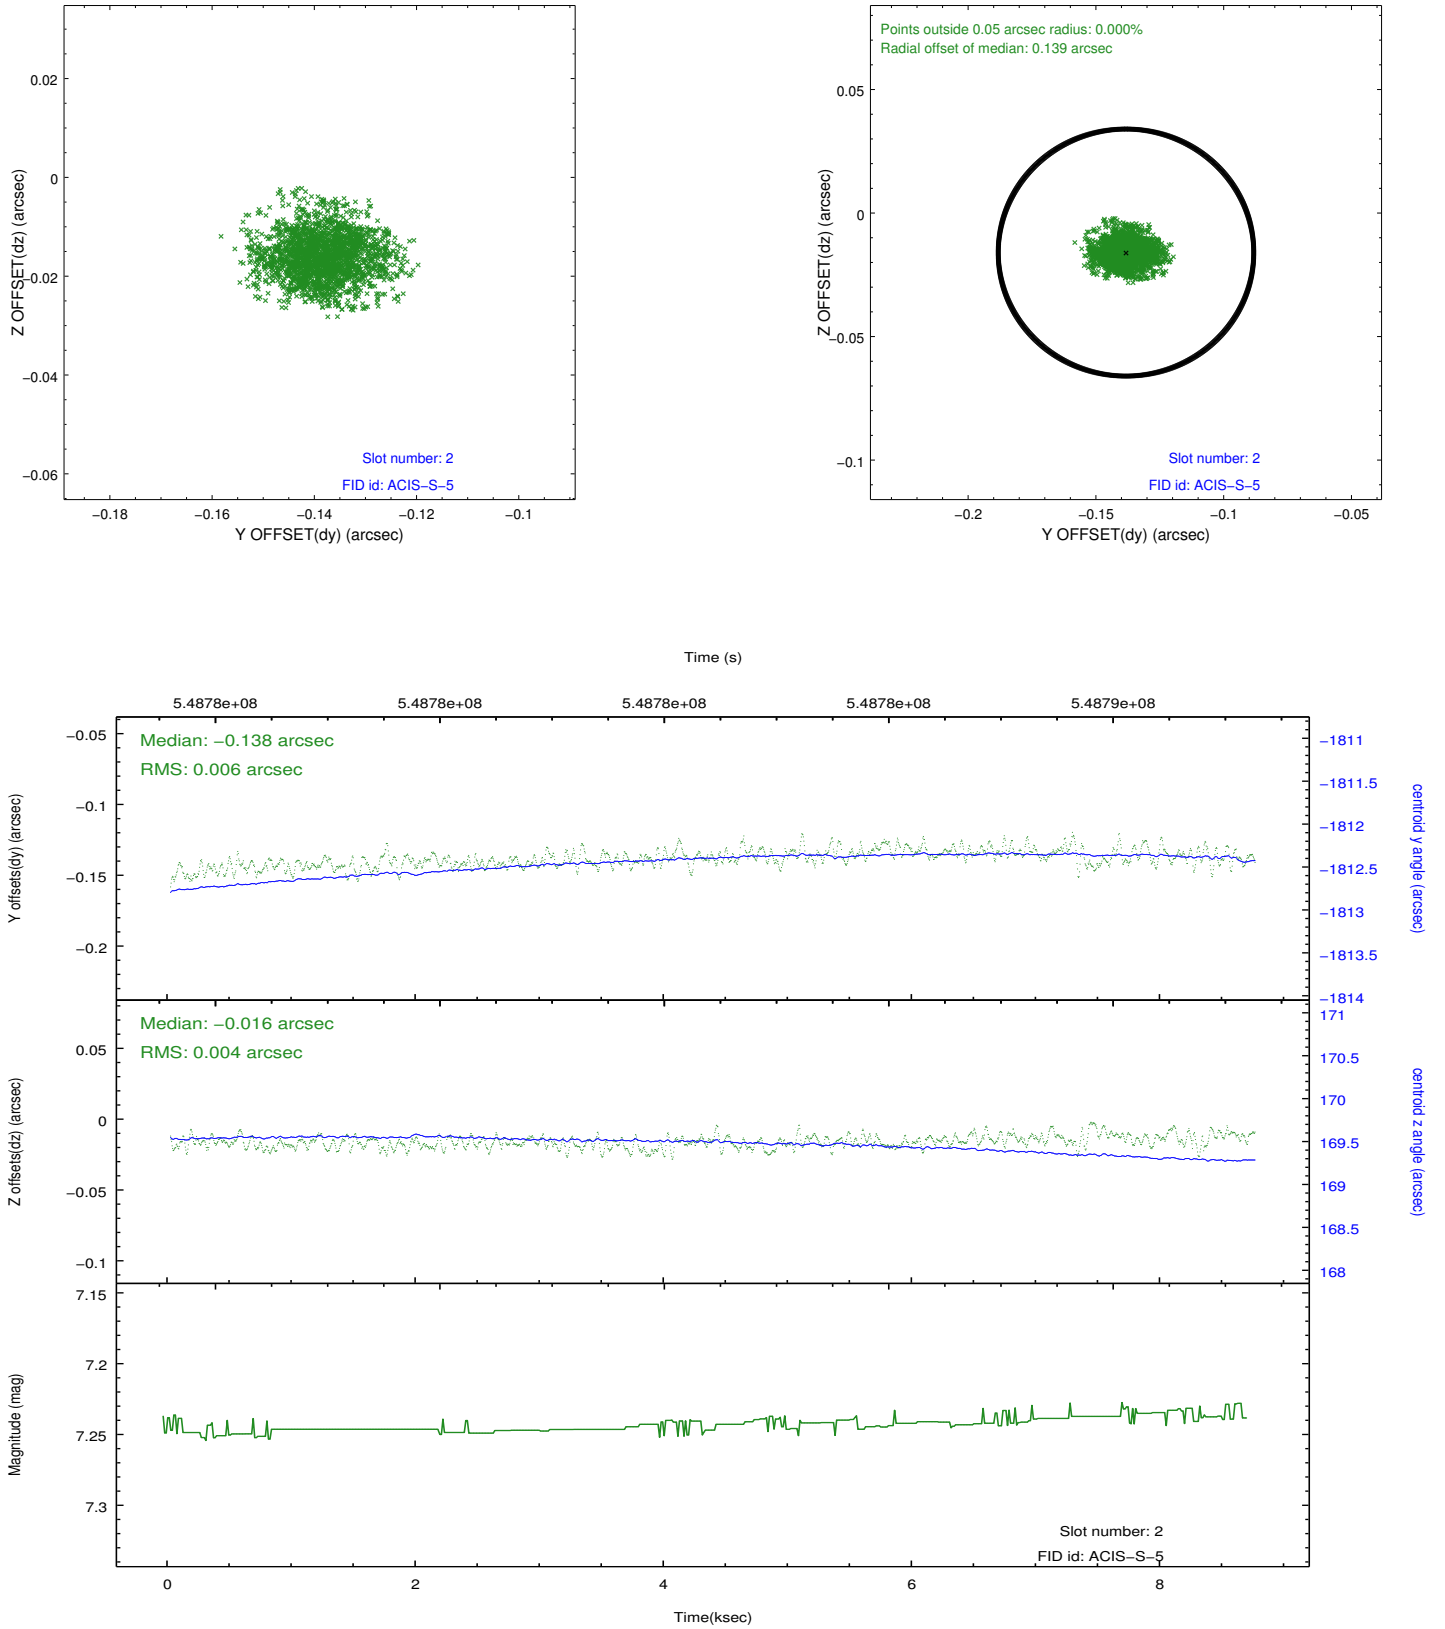 0.02
0
−0.02
−0.04
−0.06
Z OFFSET(dz) (arcsec)
Slot number: 2
FID id: ACIS−S−5
−0.18
−0.16
−0.14
−0.12
−0.1
Y OFFSET(dy) (arcsec)
Points outside 0.05 arcsec radius: 0.000%
Radial offset of median: 0.139 arcsec
0.05
0
−0.05
−0.1
Z OFFSET(dz) (arcsec)
Slot number: 2
FID id: ACIS−S−5
−0.2
−0.15
−0.1
−0.05
Y OFFSET(dy) (arcsec)
Time (s)
5.4878e+08
5.4878e+08
5.4878e+08
5.4878e+08
5.4879e+08
Median: −0.138 arcsec
RMS: 0.006 arcsec
−0.05
−0.1
−0.15
−0.2
Y offsets(dy) (arcsec)
−1811
−1811.5
−1812
−1812.5
−1813
−1813.5
−1814
centroid y angle (arcsec)
Median: −0.016 arcsec
RMS: 0.004 arcsec
0.05
0
−0.05
−0.1
Z offsets(dz) (arcsec)
171
170.5
170
169.5
169
168.5
168
centroid z angle (arcsec)
7.15
7.2
7.25
7.3
Magnitude (mag)
Slot number: 2
FID id: ACIS−S−5
0
2
4
6
8
Time(ksec)